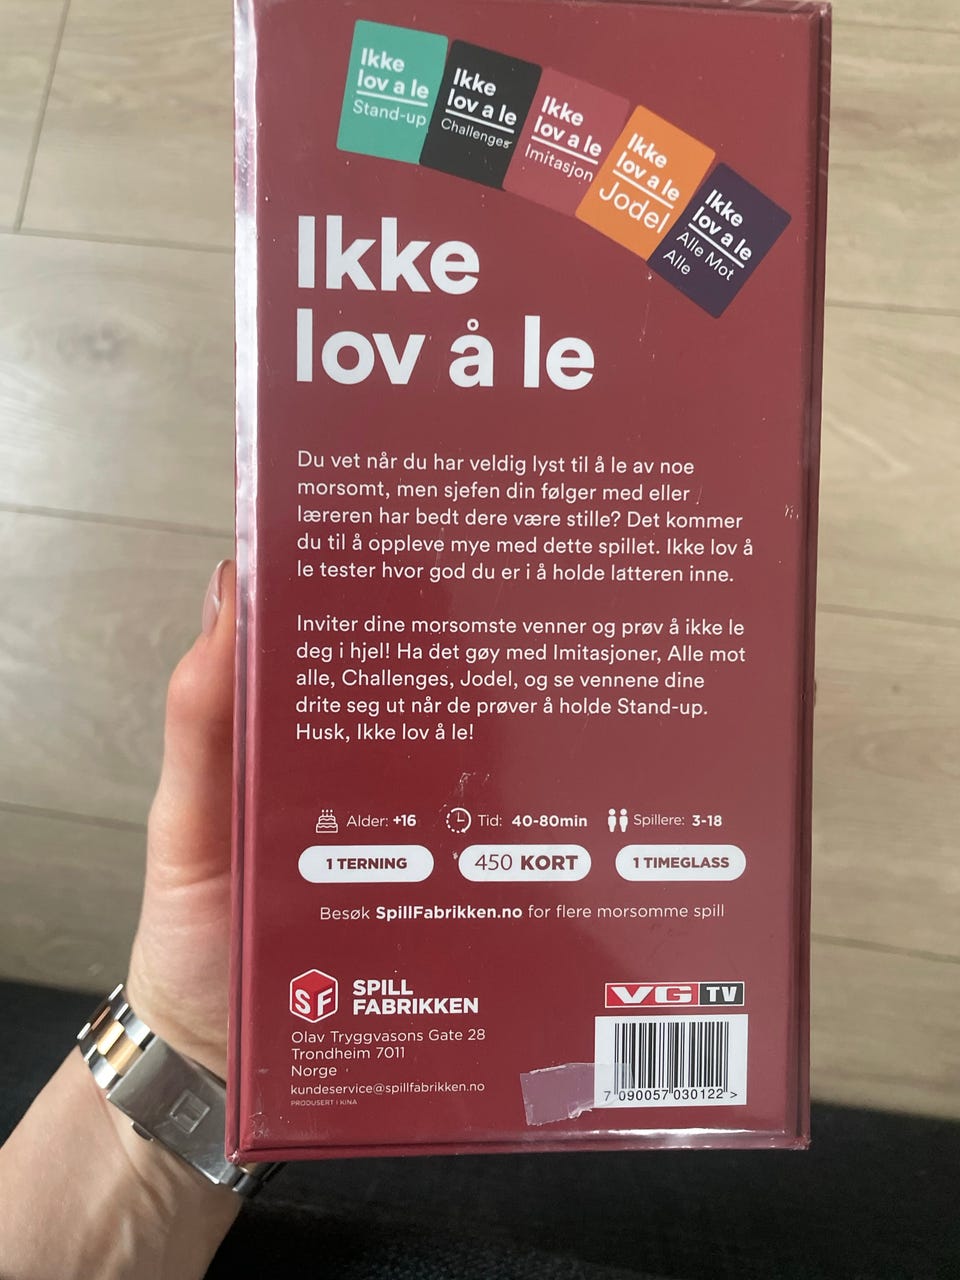 Ikke
lov a le
Stand-up
Ikke
lov a le
Challenges
Ikke
lov a le
Imitasjon
Ikke
lov a le
Jodel
Ikke
lov a le
Alle Mot
Alle
Ikke
lov å le
Du vet når du har veldig lyst til å le av noe
morsomt, men sjefen din følger med eller
læreren har bedt dere være stille? Det kommer
du til å oppleve mye med dette spillet. Ikke lov å
le tester hvor god du er i å holde latteren inne.
Inviter dine morsomste venner og prøv å ikke le
deg i hjel! Ha det gøy med Imitasjoner, Alle mot
alle, Challenges, Jodel, og se vennene dine
drite seg ut når de prøver å holde Stand-up.
Husk, Ikke lov å le!
Alder: +16 Tid: 40-80min Spillere: 3-18
1 TERNING 450 KORT 1 TIMEGLASS
Besøk SpillFabrikken.no for flere morsomme spill
SF SPILL
FABRIKKEN
Olav Tryggvasons Gate 28
Trondheim 7011
Norge
kundeservice@spillfabrikken.no
PRODUSERT I KINA
VG TV
7 090057 030122 >